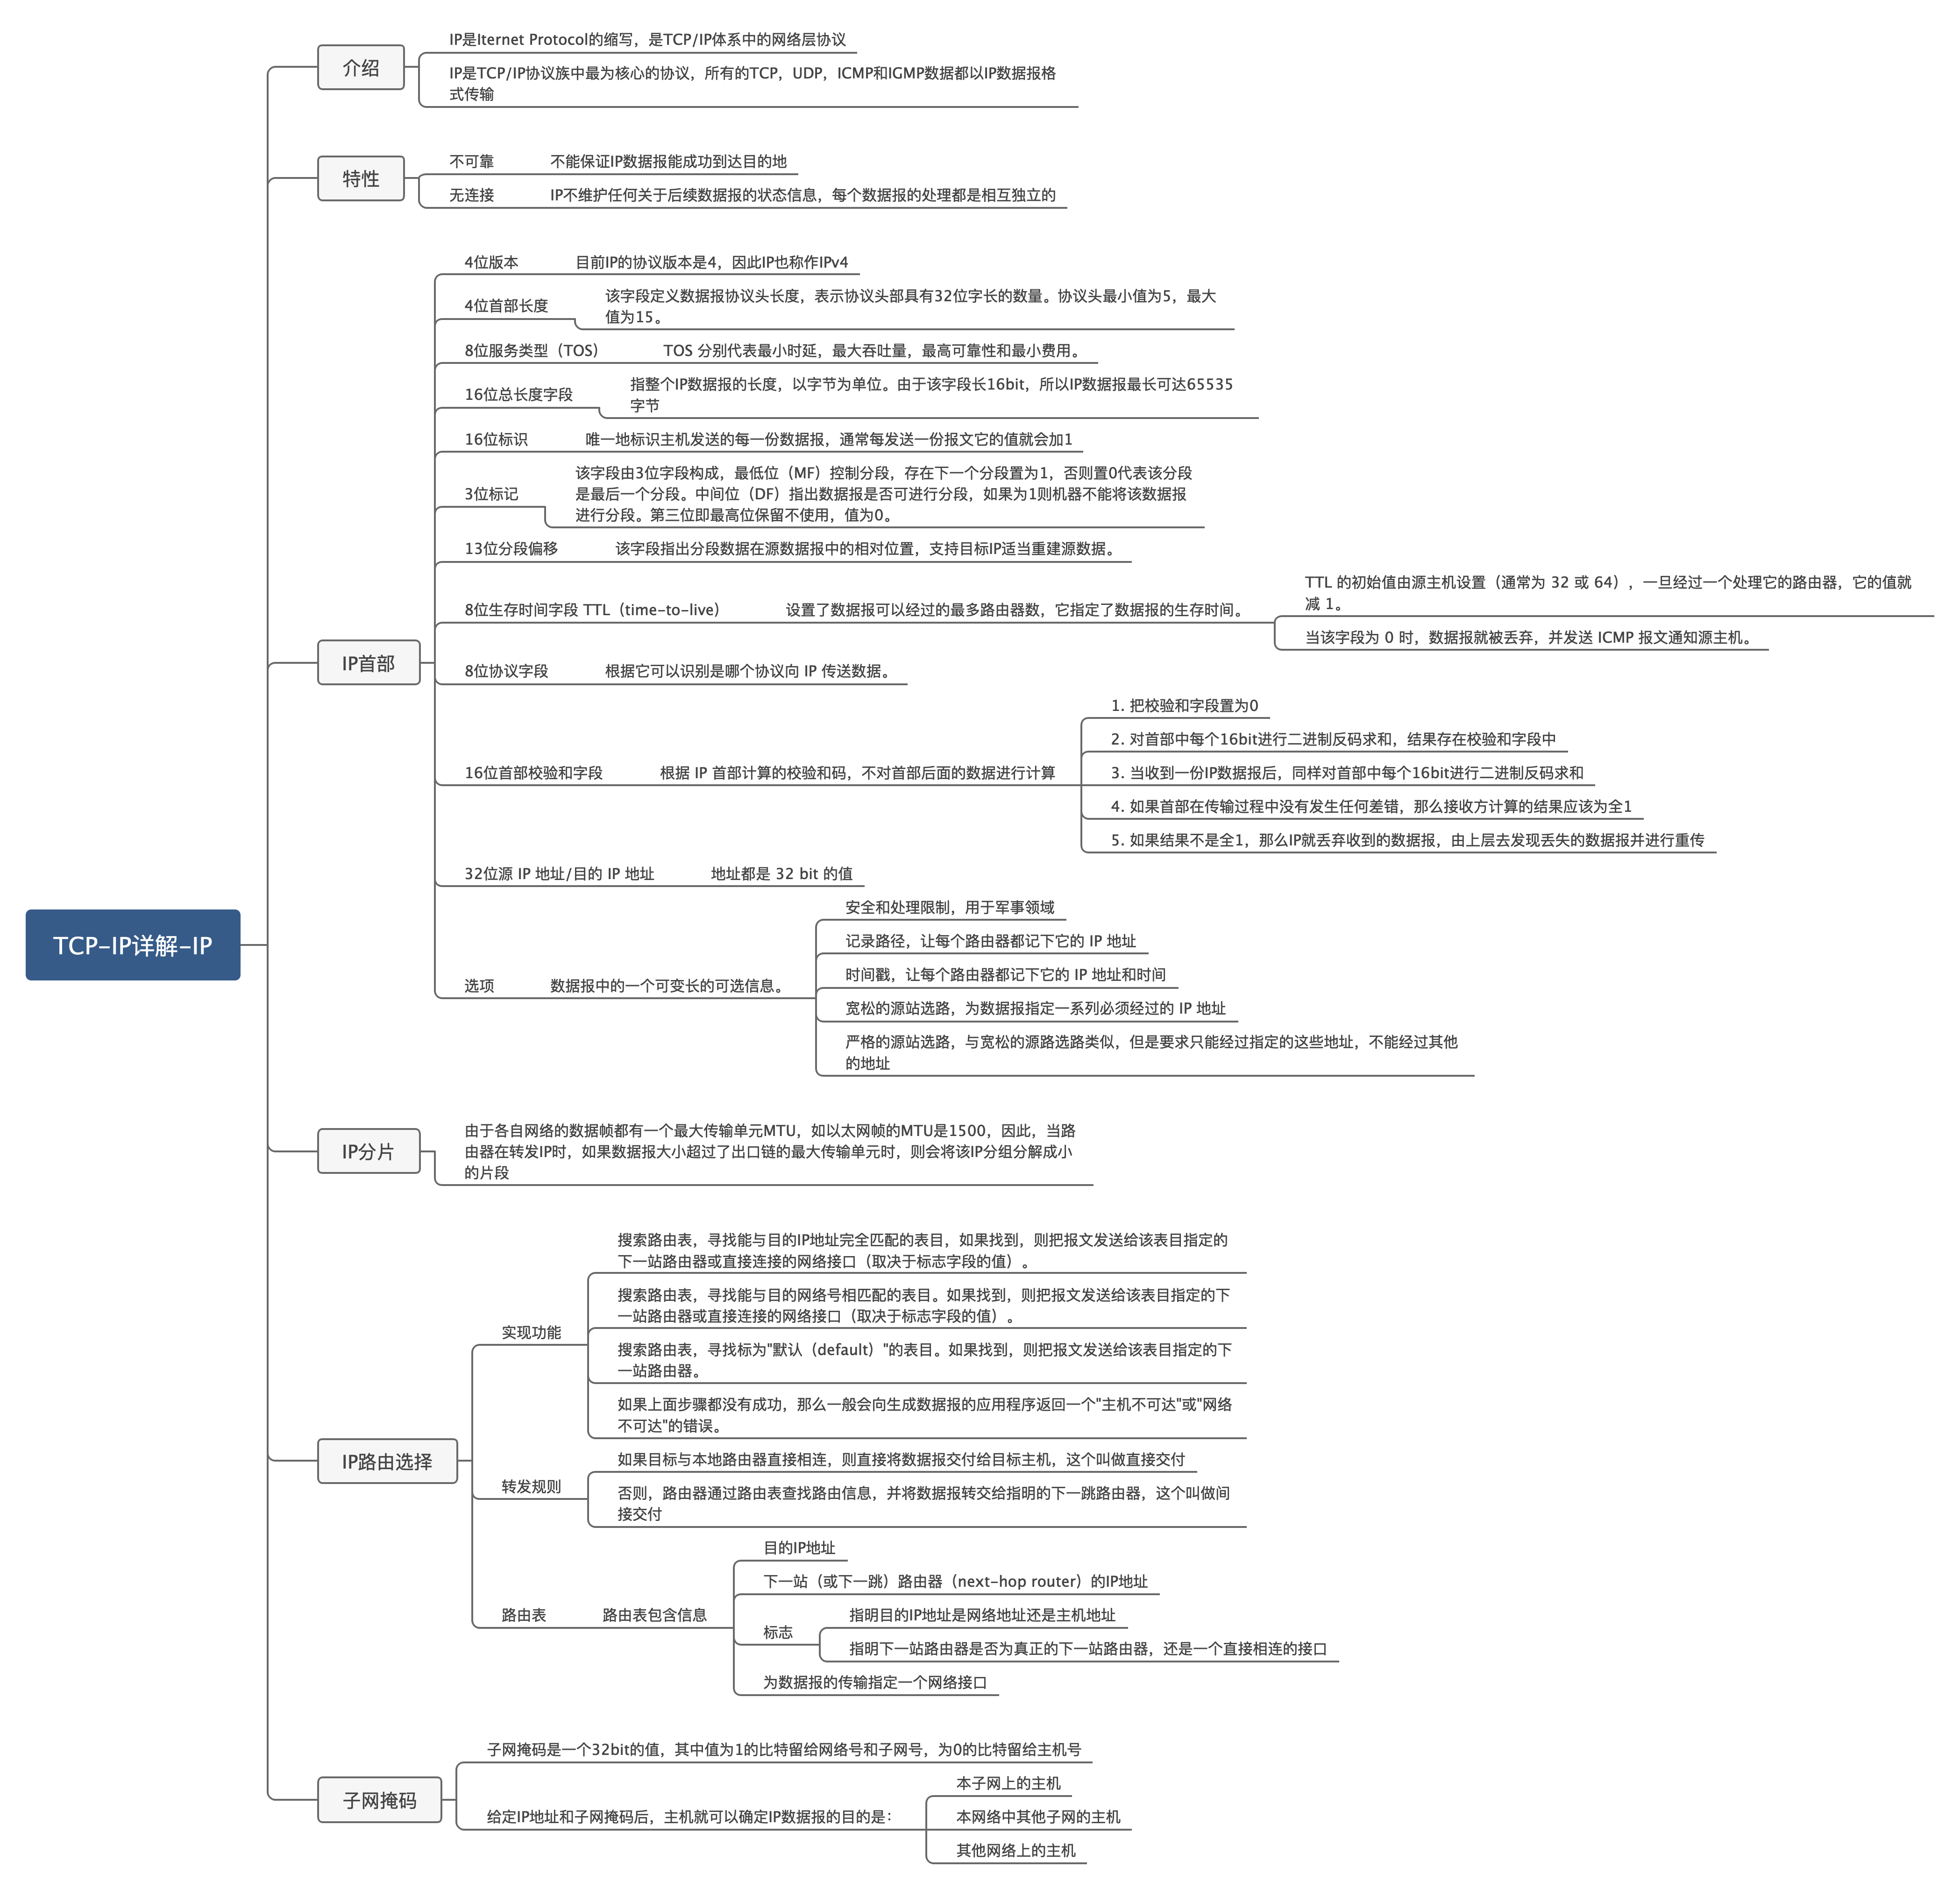 TCP-IP详解-IP
介绍
IP是Iternet Protocol的缩写，是TCP/IP体系中的网络层协议
IP是TCP/IP协议族中最为核心的协议，所有的TCP，UDP，ICMP和IGMP数据都以IP数据报格
式传输
特性
不可靠
不能保证IP数据报能成功到达目的地
无连接
IP不维护任何关于后续数据报的状态信息，每个数据报的处理都是相互独立的
IP首部
4位版本
目前IP的协议版本是4，因此IP也称作IPv4
4位首部长度
该字段定义数据报协议头长度，表示协议头部具有32位字长的数量。协议头最小值为5，最大
值为15。
8位服务类型（TOS）
TOS 分别代表最小时延，最大吞吐量，最高可靠性和最小费用。
16位总长度字段
指整个IP数据报的长度，以字节为单位。由于该字段长16bit，所以IP数据报最长可达65535
字节
16位标识
唯一地标识主机发送的每一份数据报，通常每发送一份报文它的值就会加1
3位标记
该字段由3位字段构成，最低位（MF）控制分段，存在下一个分段置为1，否则置0代表该分段
是最后一个分段。中间位（DF）指出数据报是否可进行分段，如果为1则机器不能将该数据报
进行分段。第三位即最高位保留不使用，值为0。
13位分段偏移
该字段指出分段数据在源数据报中的相对位置，支持目标IP适当重建源数据。
8位生存时间字段 TTL（time-to-live）
设置了数据报可以经过的最多路由器数，它指定了数据报的生存时间。
TTL 的初始值由源主机设置（通常为 32 或 64），一旦经过一个处理它的路由器，它的值就
减 1。
当该字段为 0 时，数据报就被丢弃，并发送 ICMP 报文通知源主机。
8位协议字段
根据它可以识别是哪个协议向 IP 传送数据。
16位首部校验和字段
根据 IP 首部计算的校验和码，不对首部后面的数据进行计算
1. 把校验和字段置为0
2. 对首部中每个16bit进行二进制反码求和，结果存在校验和字段中
3. 当收到一份IP数据报后，同样对首部中每个16bit进行二进制反码求和
4. 如果首部在传输过程中没有发生任何差错，那么接收方计算的结果应该为全1
5. 如果结果不是全1，那么IP就丢弃收到的数据报，由上层去发现丢失的数据报并进行重传
32位源 IP 地址/目的 IP 地址
地址都是 32 bit 的值
选项
数据报中的一个可变长的可选信息。
安全和处理限制，用于军事领域
记录路径，让每个路由器都记下它的 IP 地址
时间戳，让每个路由器都记下它的 IP 地址和时间
宽松的源站选路，为数据报指定一系列必须经过的 IP 地址
严格的源站选路，与宽松的源路选路类似，但是要求只能经过指定的这些地址，不能经过其他
的地址
IP分片
由于各自网络的数据帧都有一个最大传输单元MTU，如以太网帧的MTU是1500，因此，当路
由器在转发IP时，如果数据报大小超过了出口链的最大传输单元时，则会将该IP分组分解成小
的片段
IP路由选择
实现功能
搜索路由表，寻找能与目的IP地址完全匹配的表目，如果找到，则把报文发送给该表目指定的
下一站路由器或直接连接的网络接口（取决于标志字段的值）。
搜索路由表，寻找能与目的网络号相匹配的表目。如果找到，则把报文发送给该表目指定的下
一站路由器或直接连接的网络接口（取决于标志字段的值）。
搜索路由表，寻找标为"默认（default）"的表目。如果找到，则把报文发送给该表目指定的下
一站路由器。
如果上面步骤都没有成功，那么一般会向生成数据报的应用程序返回一个"主机不可达"或"网络
不可达"的错误。
转发规则
如果目标与本地路由器直接相连，则直接将数据报交付给目标主机，这个叫做直接交付
否则，路由器通过路由表查找路由信息，并将数据报转交给指明的下一跳路由器，这个叫做间
接交付
路由表
路由表包含信息
目的IP地址
下一站（或下一跳）路由器（next-hop router）的IP地址
标志
指明目的IP地址是网络地址还是主机地址
指明下一站路由器是否为真正的下一站路由器，还是一个直接相连的接口
为数据报的传输指定一个网络接口
子网掩码
子网掩码是一个32bit的值，其中值为1的比特留给网络号和子网号，为0的比特留给主机号
给定IP地址和子网掩码后，主机就可以确定IP数据报的目的是：
本子网上的主机
本网络中其他子网的主机
其他网络上的主机